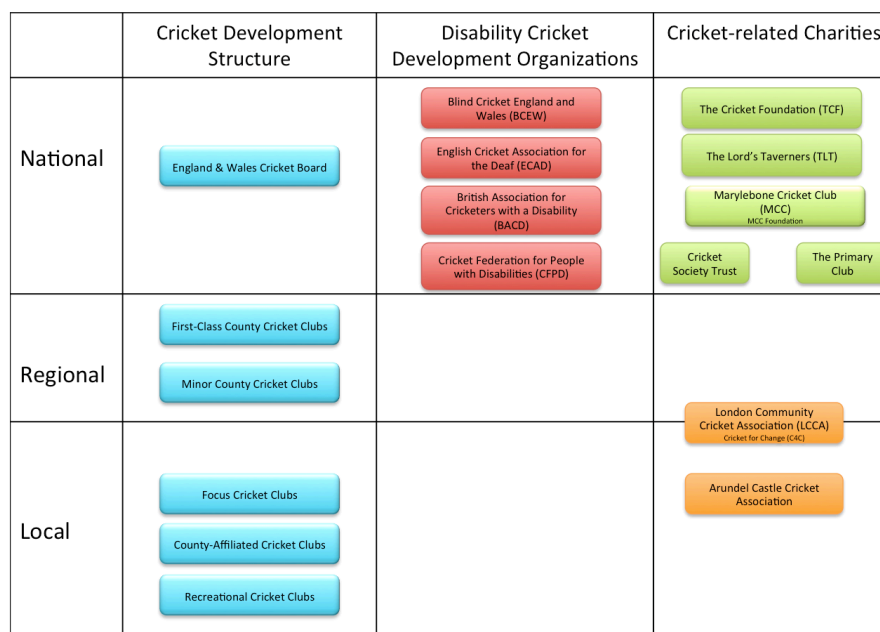 Cricket Development
Structure
Disability Cricket
Development Organizations
Cricket-related Charities
National
England & Wales Cricket Board
Blind Cricket England and
Wales (BCEW)
English Cricket Association for
the Deaf (ECAD)
British Association for
Cricketers with a Disability
(BACD)
Cricket Federation for People
with Disabilities (CFPD)
The Cricket Foundation (TCF)
The Lord's Taverners (TLT)
Marylebone Cricket Club
(MCC)
MCC Foundation
Cricket
Society Trust
The Primary
Club
Regional
First-Class County Cricket Clubs
Minor County Cricket Clubs
London Community
Cricket Association (LCCA)
Cricket for Change (C4C)
Local
Focus Cricket Clubs
County-Affiliated Cricket Clubs
Recreational Cricket Clubs
Arundel Castle Cricket
Association